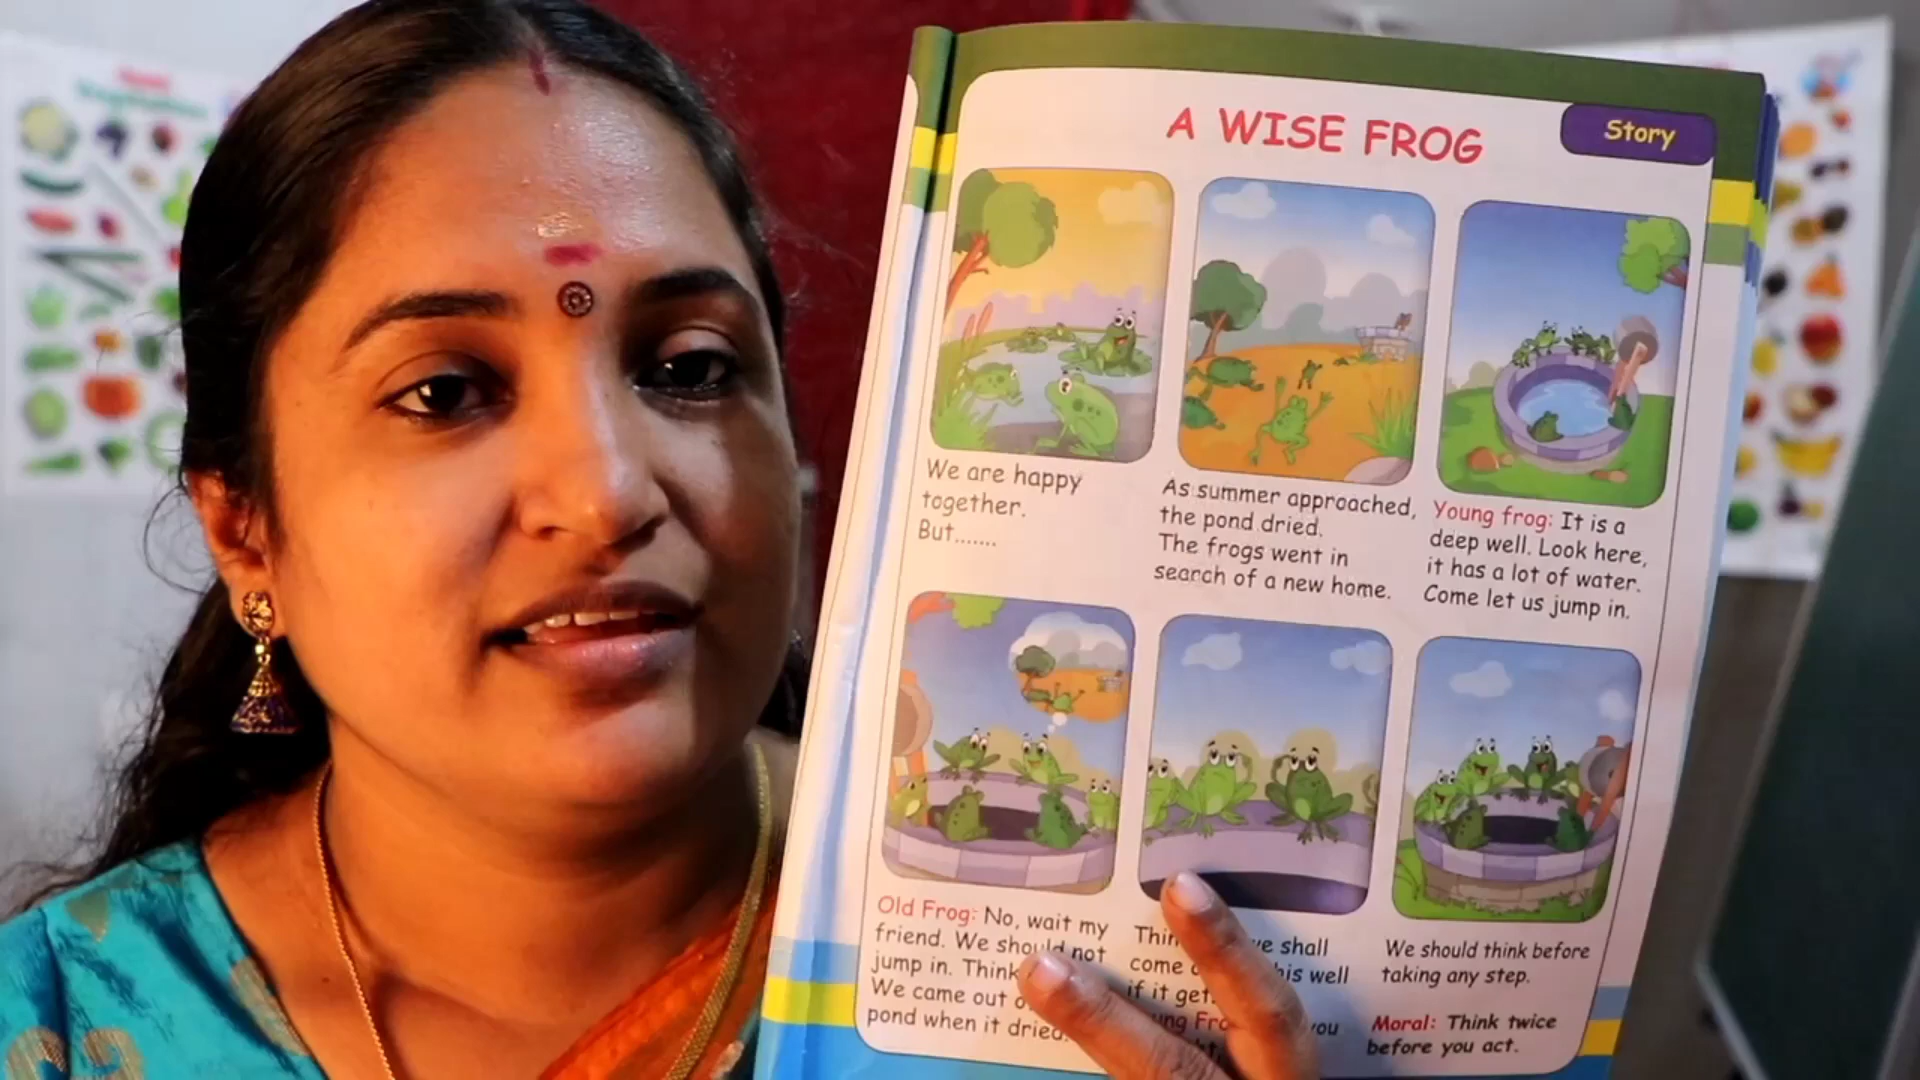 A WISE FROG
Story
We are happy
together.
But.......
As summer approached,
the pond dried.
The frogs went in
search of a new home.
Young frog: It is a
deep well. Look here,
it has a lot of water.
Come let us jump in.
Old Frog: No, wait my
friend. We should not
jump in. Think
We came out
pond when it dried.
we shall
come this well
if it
you
We should think before
taking any step.
Moral: Think twice
before you act.